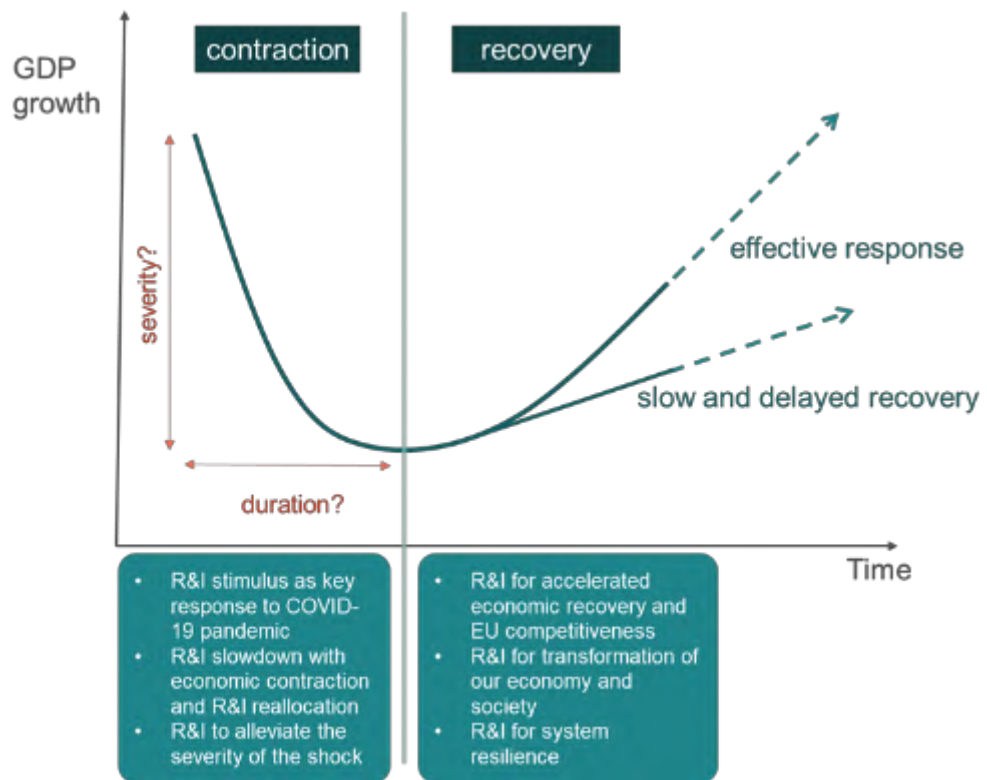 contraction
recovery
GDP
growth
severity?
effective response
slow and delayed recovery
duration?
Time
• R&I stimulus as key
response to COVID-
19 pandemic
• R&I slowdown with
economic contraction
and R&I reallocation
• R&I to alleviate the
severity of the shock
• R&I for accelerated
economic recovery and
EU competitiveness
• R&I for transformation of
our economy and
society
• R&I for system
resilience